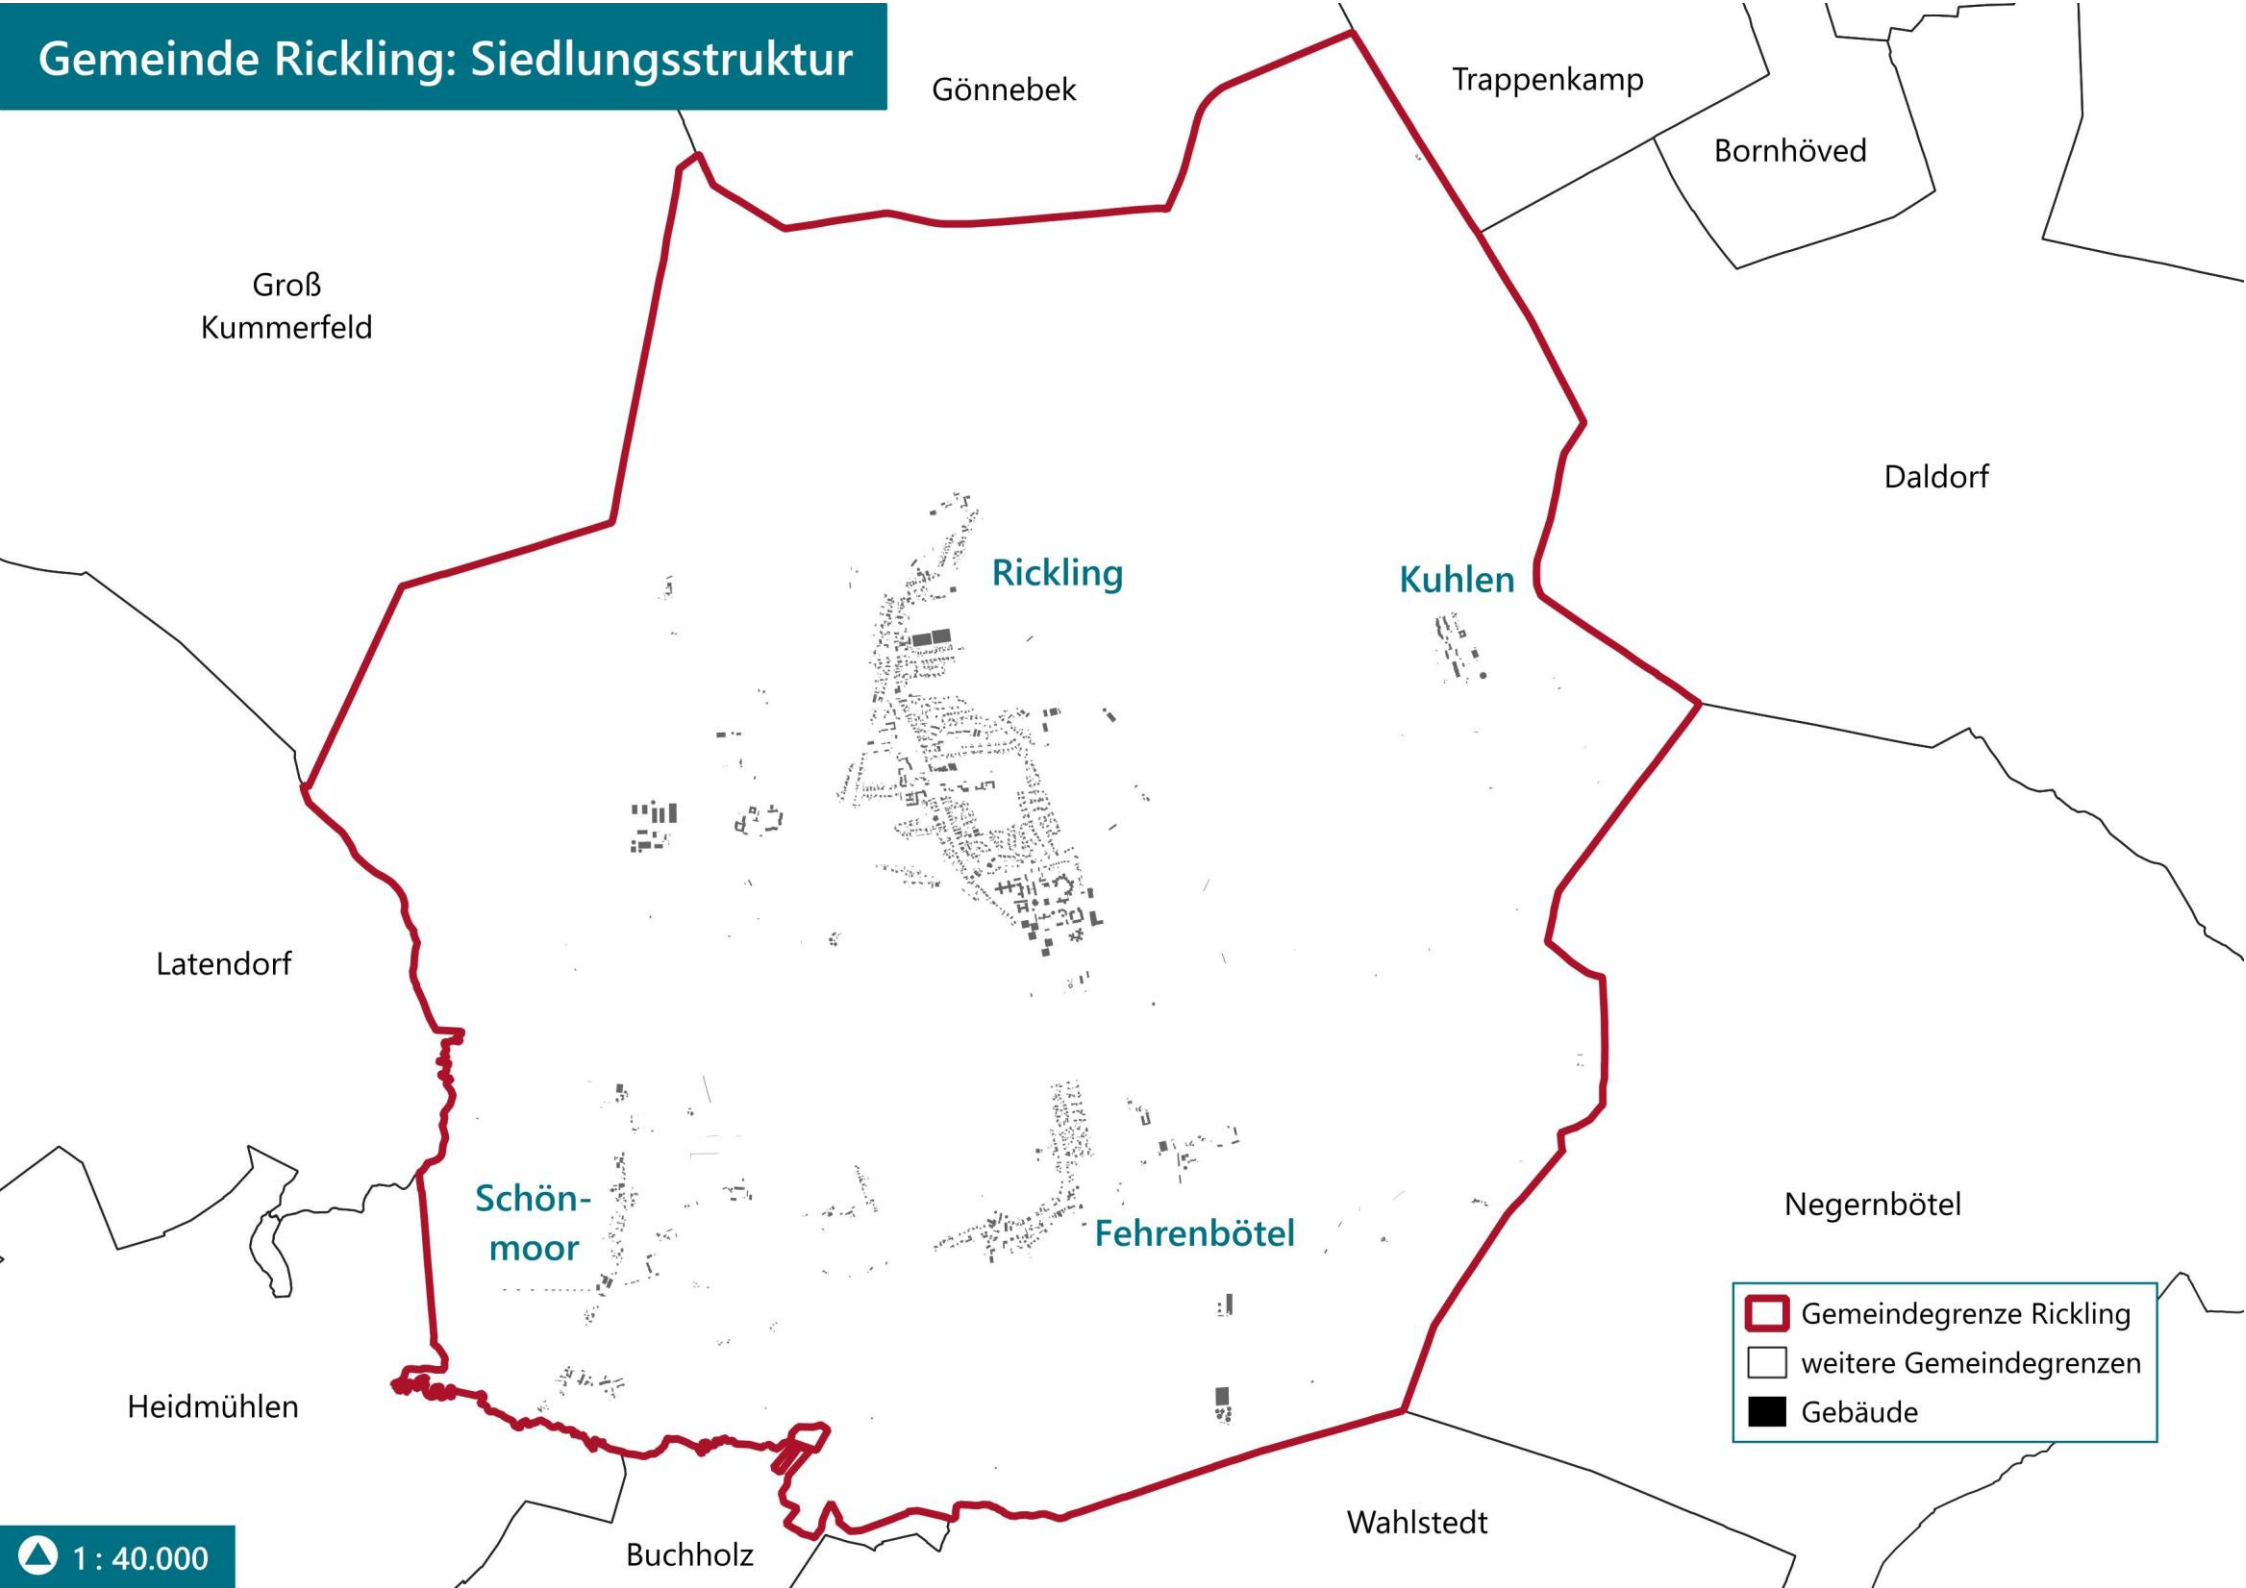 Gemeinde Rickling: Siedlungsstruktur
Gönnebek
Trappenkamp
Bornhöved
Groß
Kummerfeld
Daldorf
Rickling
Kuhlen
Latendorf
Schön-
moor
Fehrenbötel
Negernbötel
Gemeindegrenze Rickling
weitere Gemeindegrenzen
Gebäude
Heidmühlen
Wahlstedt
Buchholz
1 : 40.000